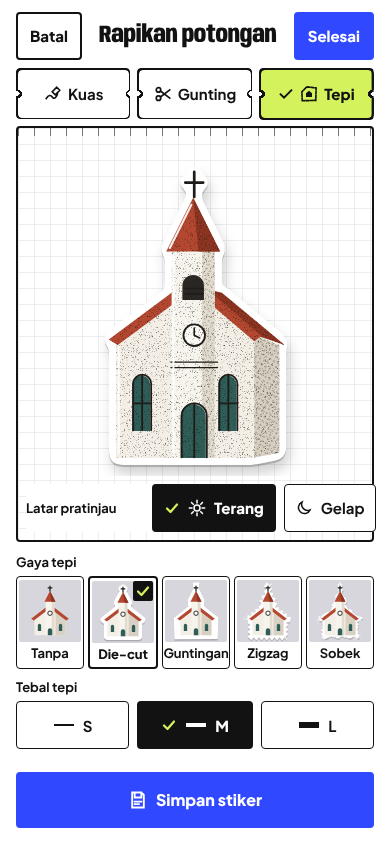 Batal
Rapikan potongan
Selesai
Kuas
Gunting
Tepi
Latar pratinjau
Terang
Gelap
Gaya tepi
Tanpa
Die-cut
Guntingan
Zigzag
Sobek
Tebal tepi
S
M
L
Simpan stiker